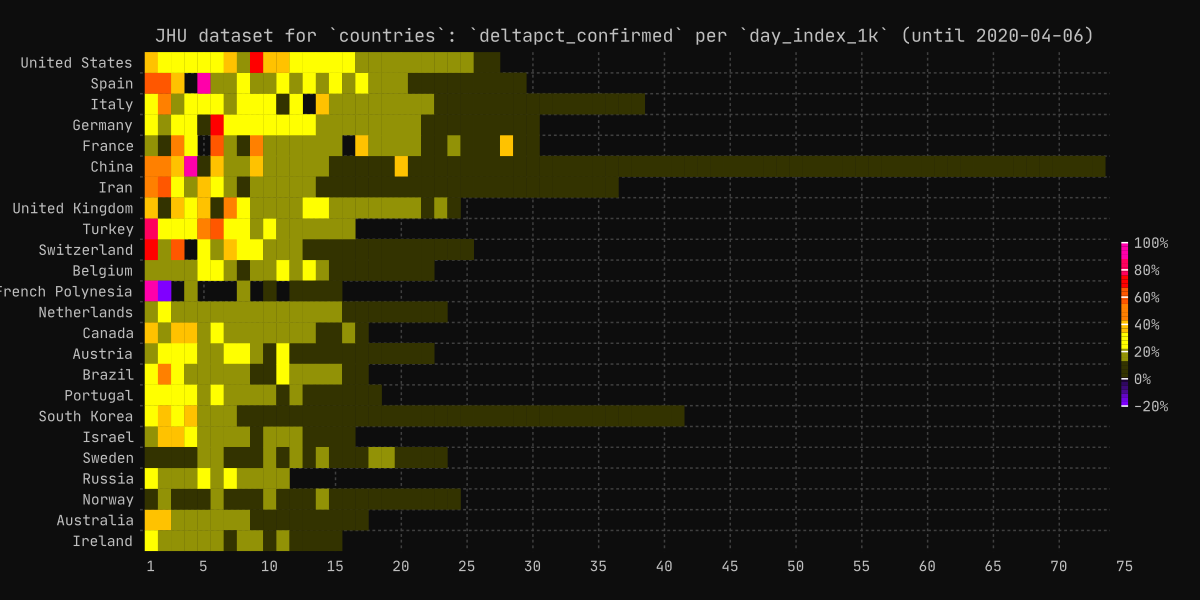 JHU dataset for `countries`: `deltapct_confirmed` per `day_index_1k` (until 2020-04-06)
United States
Spain
Italy
Germany
France
China
Iran
United Kingdom
Turkey
Switzerland
Belgium
French Polynesia
Netherlands
Canada
Austria
Brazil
Portugal
South Korea
Israel
Sweden
Russia
Norway
Australia
Ireland
1 5 10 15 20 25 30 35 40 45 50 55 60 65 70 75
100%
80%
60%
40%
20%
0%
-20%